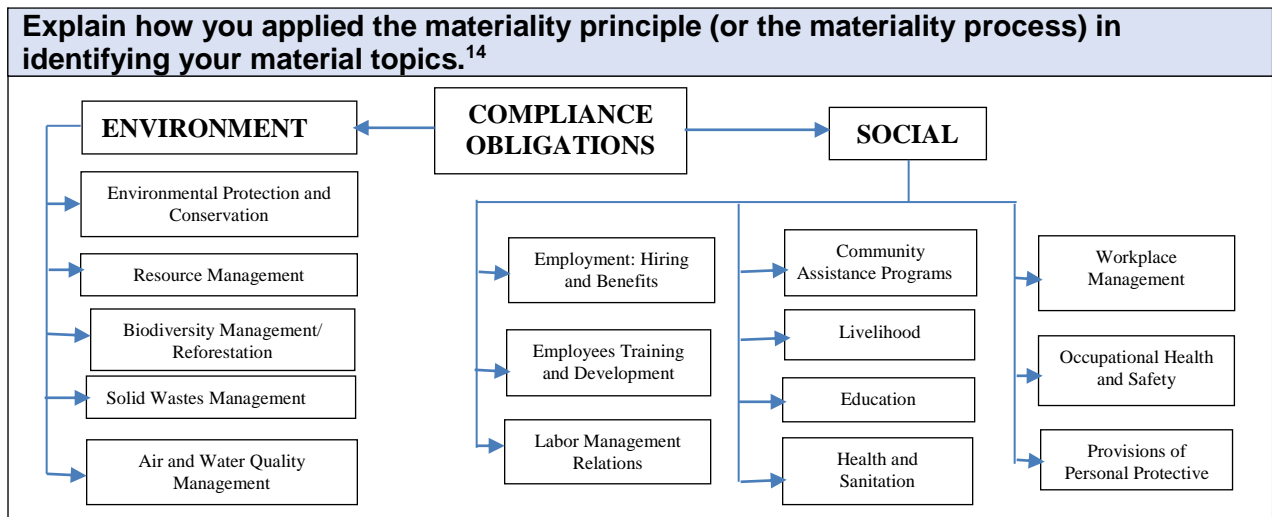 Explain how you applied the materiality principle (or the materiality process) in
identifying your material topics.14
COMPLIANCE
OBLIGATIONS
ENVIRONMENT
Environmental Protection and
Conservation
Resource Management
Biodiversity Management/
Reforestation
Solid Wastes Management
Air and Water Quality
Management
SOCIAL
Employment: Hiring
and Benefits
Employees Training
and Development
Labor Management
Relations
Community
Assistance Programs
Livelihood
Education
Health and
Sanitation
Workplace
Management
Occupational Health
and Safety
Provisions of
Personal Protective